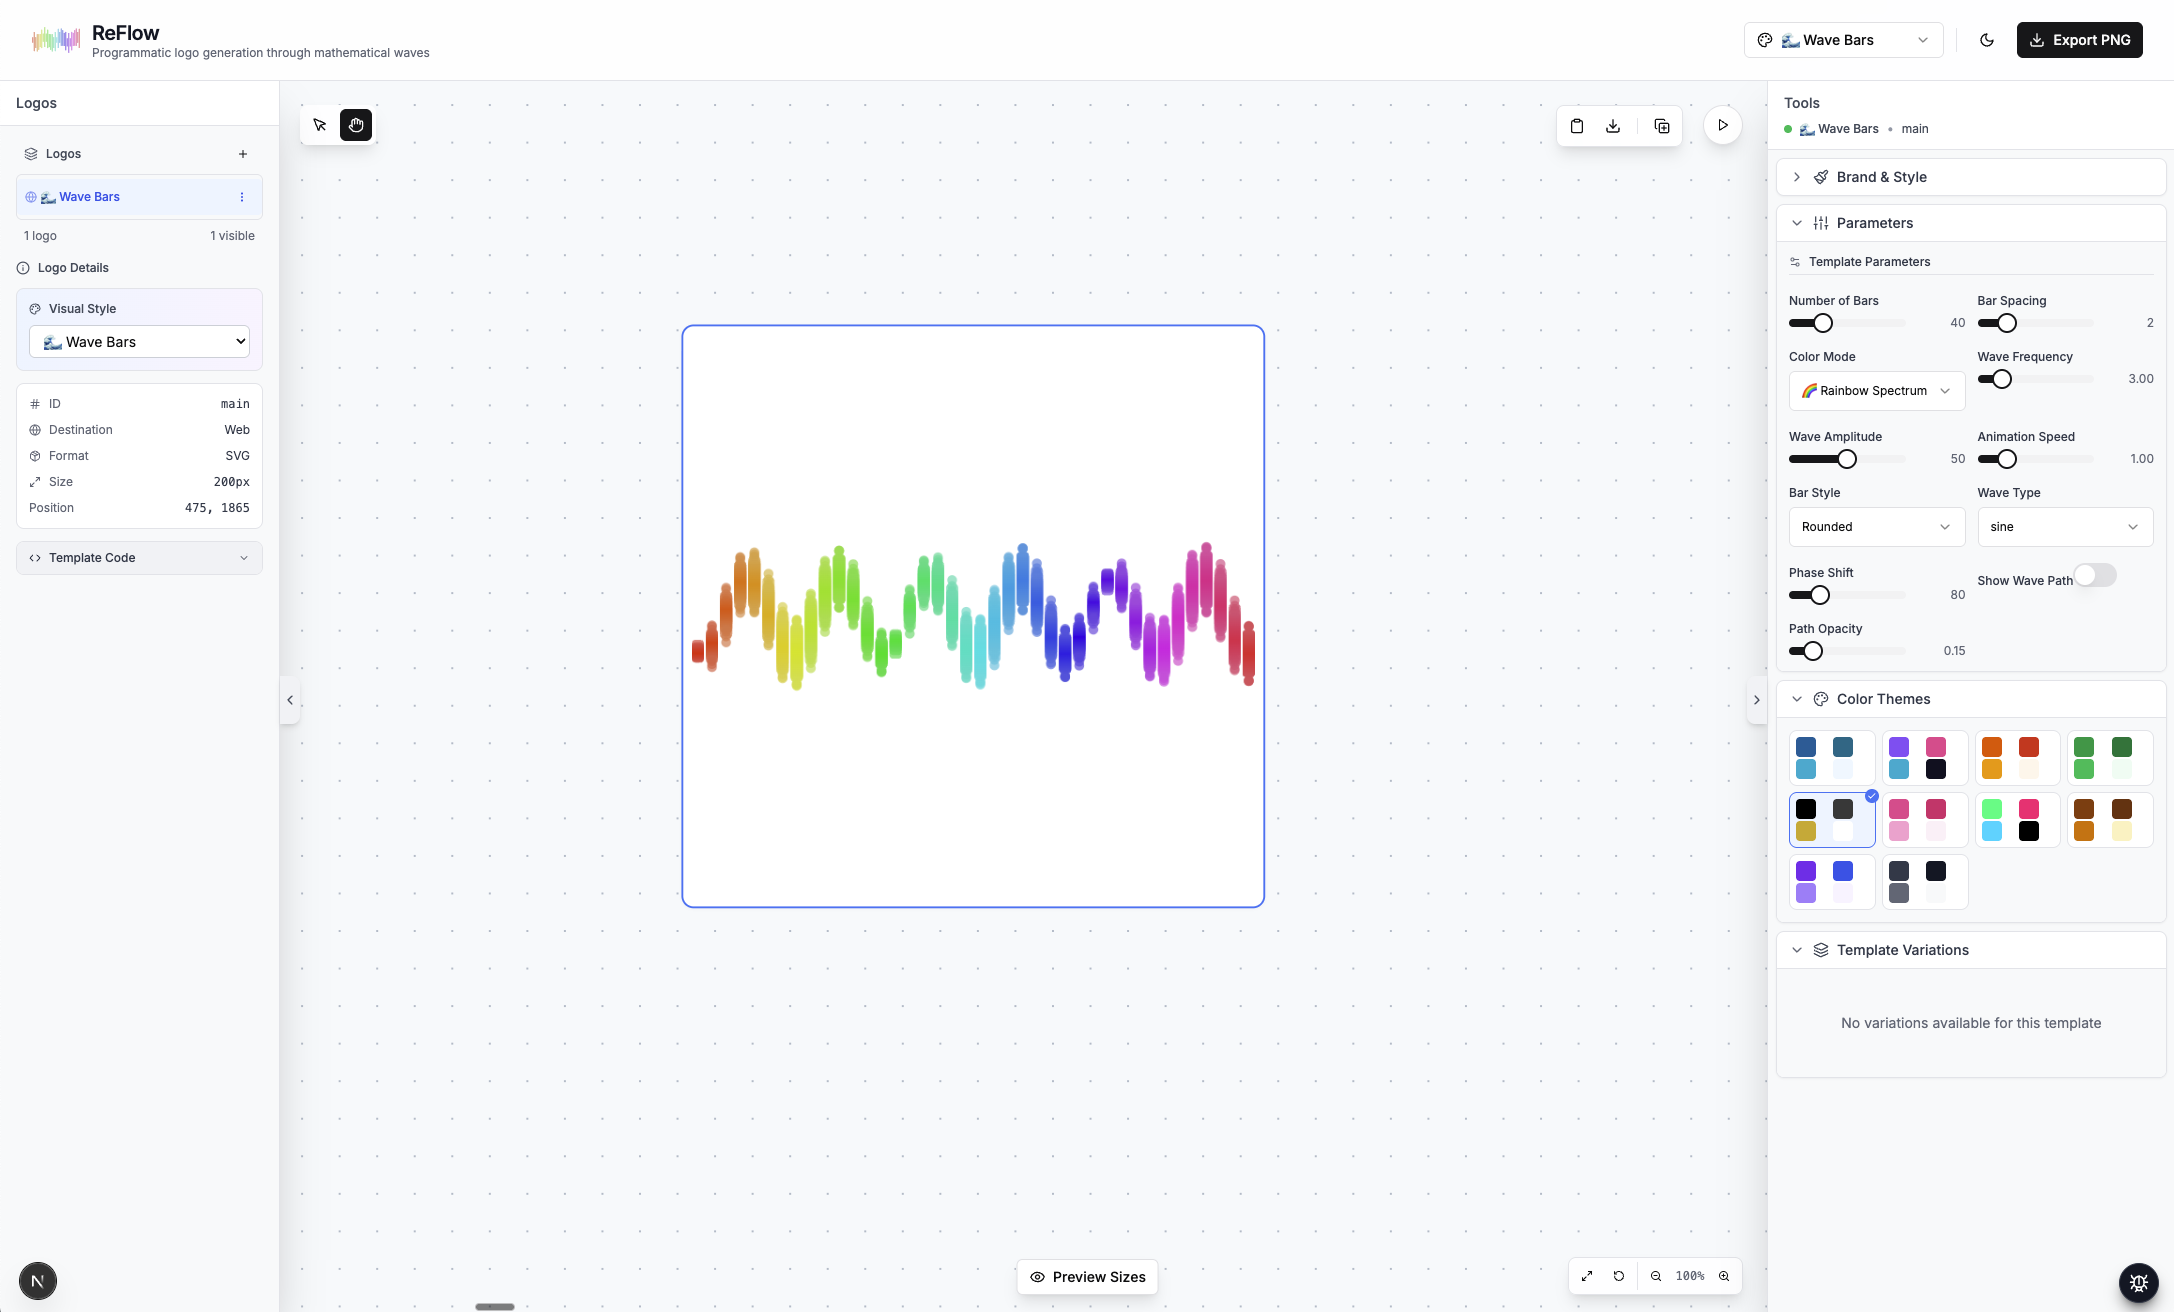 ReFlow
Programmatic logo generation through mathematical waves
Wave Bars
Export PNG
Logos
Logos
Wave Bars
1 logo
1 visible
Logo Details
Visual Style
Wave Bars
ID
main
Destination
Web
Format
SVG
Size
200px
Position
475, 1865
Template Code
N
Preview Sizes
100%
Tools
Wave Bars • main
Brand & Style
Parameters
Template Parameters
Number of Bars
40
Bar Spacing
2
Color Mode
Rainbow Spectrum
Wave Frequency
3.00
Wave Amplitude
50
Animation Speed
1.00
Bar Style
Rounded
Wave Type
sine
Phase Shift
80
Show Wave Path
Path Opacity
0.15
Color Themes
Template Variations
No variations available for this template